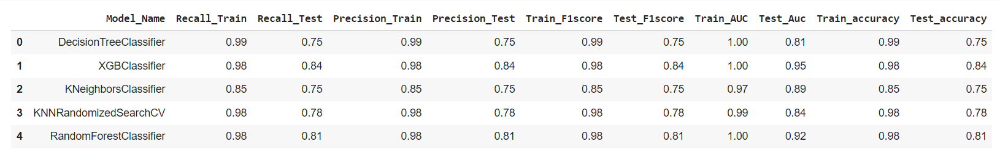 Model_Name Recall_Train Recall_Test Precision_Train Precision_Test Train_F1score Test_F1score Train_AUC Test_Auc Train_accuracy Test_accuracy
0 DecisionTreeClassifier 0.99 0.75 0.99 0.75 0.99 0.75 1.00 0.81 0.99 0.75
1 XGBClassifier 0.98 0.84 0.98 0.84 0.98 0.84 1.00 0.95 0.98 0.84
2 KNeighborsClassifier 0.85 0.75 0.85 0.75 0.85 0.75 0.97 0.89 0.85 0.75
3 KNNRandomizedSearchCV 0.98 0.78 0.98 0.78 0.98 0.78 0.99 0.84 0.98 0.78
4 RandomForestClassifier 0.98 0.81 0.98 0.81 0.98 0.81 1.00 0.92 0.98 0.81